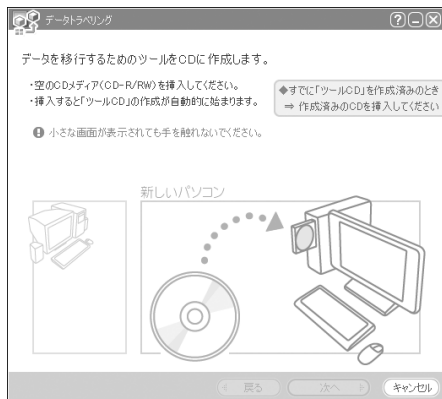 データトラベリング
データを移行するためのツールをCDに作成します。
・空のCDメディア(CD-R/RW)を挿入してください。
・挿入すると「ツールCD」の作成が自動的に始まります。
◆すでに「ツールCD」を作成済みのとき
⇒ 作成済みのCDを挿入してください
小さな画面が表示されても手を触れないでください。
新しいパソコン
戻る
次へ
キャンセル